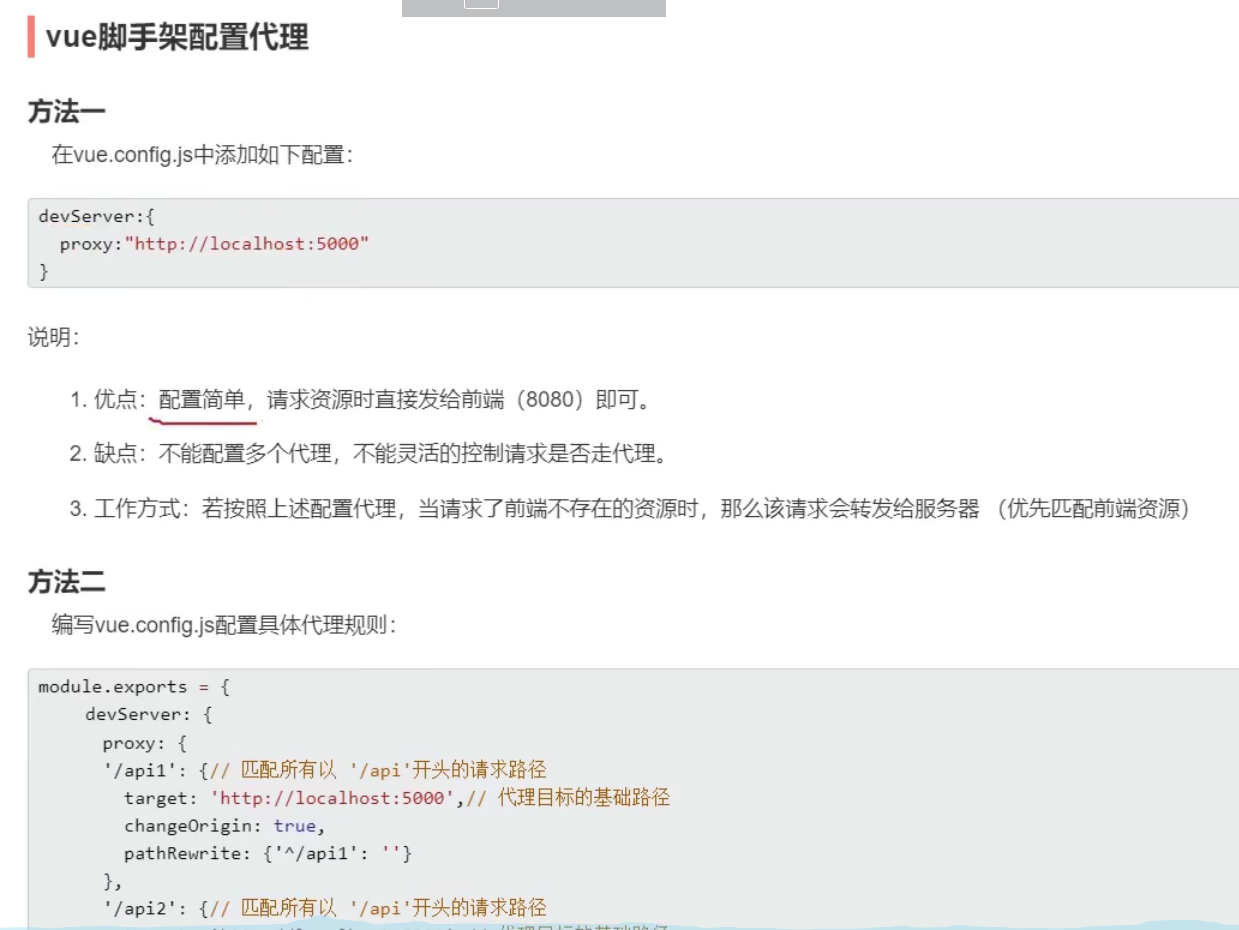 vue脚手架配置代理
方法一
在vue.config.js中添加如下配置：
devServer:{
  proxy:"http://localhost:5000"
}
说明：
1. 优点：配置简单，请求资源时直接发给前端（8080）即可。
2. 缺点：不能配置多个代理，不能灵活的控制请求是否走代理。
3. 工作方式：若按照上述配置代理，当请求了前端不存在的资源时，那么该请求会转发给服务器 （优先匹配前端资源）
方法二
编写vue.config.js配置具体代理规则：
module.exports = {
    devServer: {
      proxy: {
      '/api1': {// 匹配所有以 '/api'开头的请求路径
        target: 'http://localhost:5000',// 代理目标的基础路径
        changeOrigin: true,
        pathRewrite: {'^/api1': ''}
      },
      '/api2': {// 匹配所有以 '/api'开头的请求路径